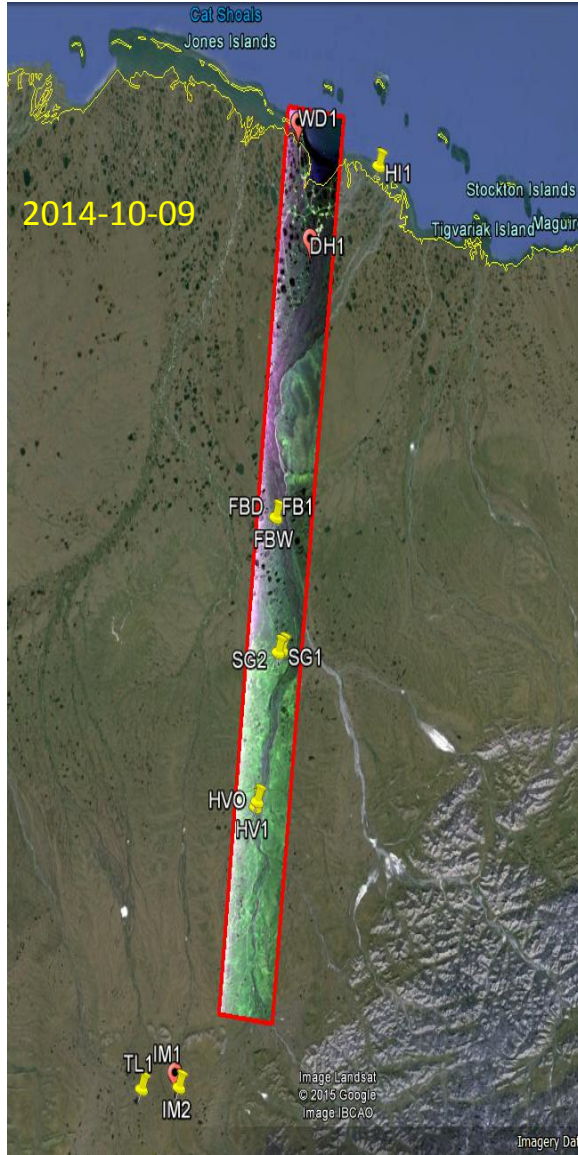 Cat Shoals
Jones Islands
WD1
HI1
Stockton Islands
2014-10-09
Tigvariak Island Maguir
DH1
FBD FB1
FBW
SG2 SG1
HVO
HV1
IM1
TL1
IM2
Image Landsat
© 2015 Google
Image IBCAO
Imagery Dat